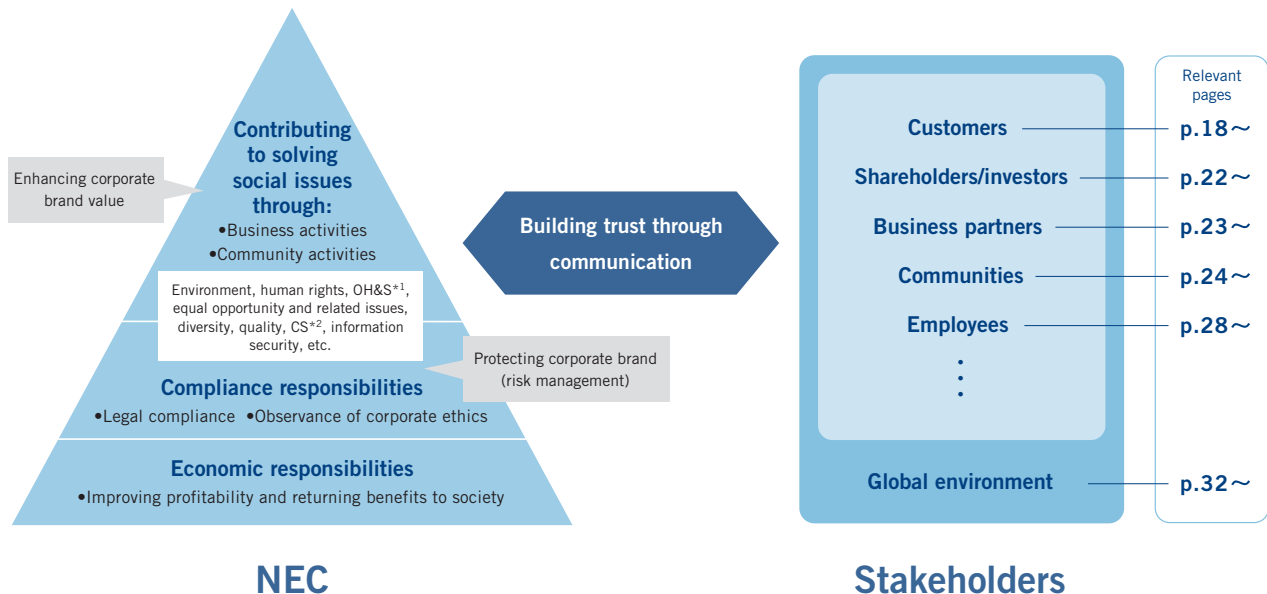 Contributing
to solving
social issues
through:
•Business activities
•Community activities
Enhancing corporate
brand value
Environment, human rights, OH&S*1,
equal opportunity and related issues,
diversity, quality, CS*2, information
security, etc.
Protecting corporate brand
(risk management)
Compliance responsibilities
•Legal compliance •Observance of corporate ethics
Economic responsibilities
•Improving profitability and returning benefits to society
NEC
Building trust through
communication
Relevant
pages
Customers p.18~
Shareholders/investors p.22~
Business partners p.23~
Communities p.24~
Employees p.28~
Global environment p.32~
Stakeholders